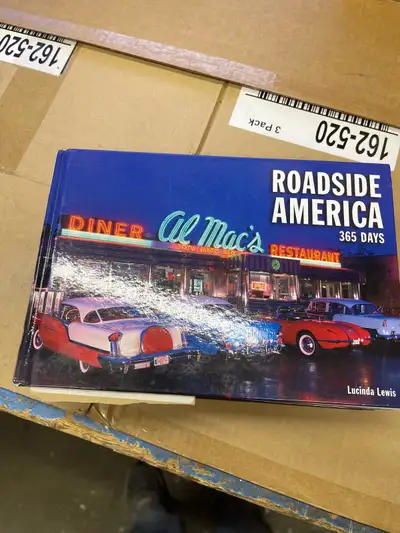 162-520
3 Pack
162-520
ROADSIDE
AMERICA
365 DAYS
DINER
Al Mac's
RESTAURANT
Lucinda Lewis